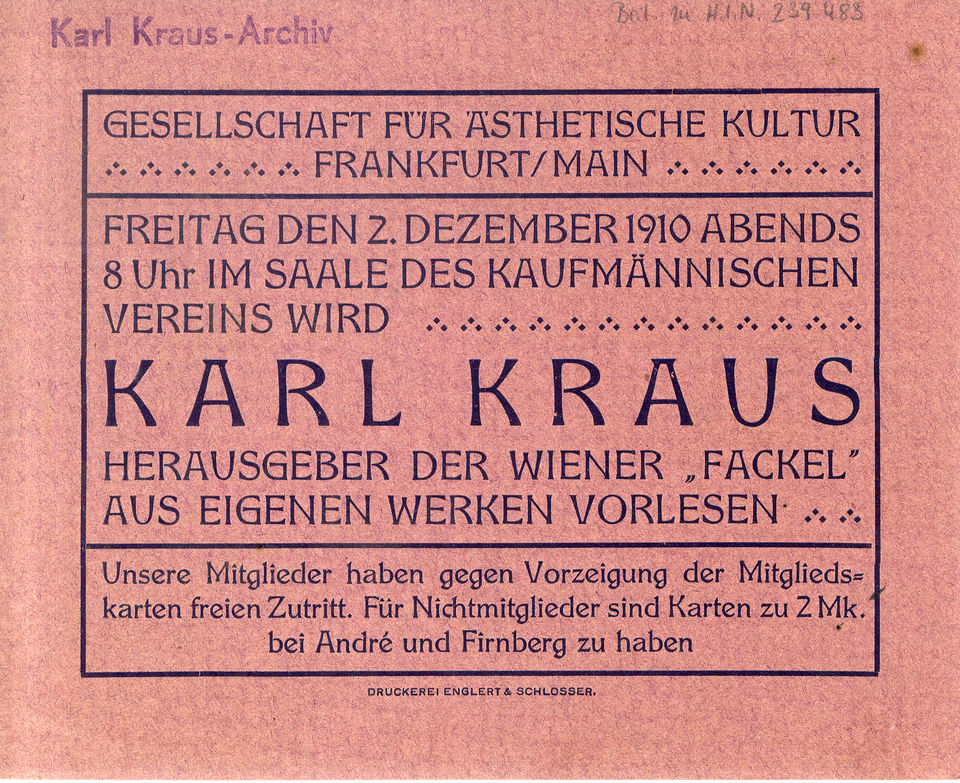 Karl Kraus-Archiv
H.I.N. 239 483
GESELLSCHAFT FÜR ÄSTHETISCHE KULTUR
FRANKFURT/MAIN
FREITAG DEN 2. DEZEMBER 1910 ABENDS
8 Uhr IM SAALE DES KAUFMÄNNISCHEN
VEREINS WIRD
KARL KRAUS
HERAUSGEBER DER WIENER „FACKEL"
AUS EIGENEN WERKEN VORLESEN
Unsere Mitglieder haben gegen Vorzeigung der Mitglieds=
karten freien Zutritt. Für Nichtmitglieder sind Karten zu 2 Mk.
bei André und Firnberg zu haben
DRUCKEREI ENGLERT & SCHLOSSER.